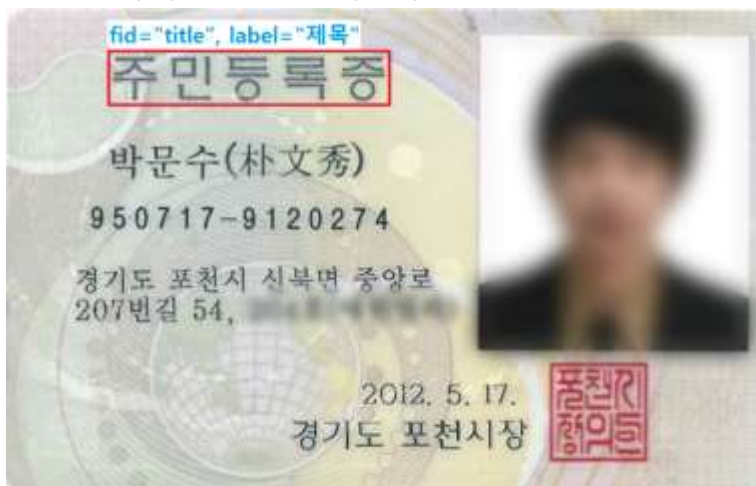 fid="title", label="제목"
주민등록증
박문수(朴文秀)
950717-9120274
경기도 포천시 신북면 중앙로
207번길 54,
2012. 5. 17.
경기도 포천시장